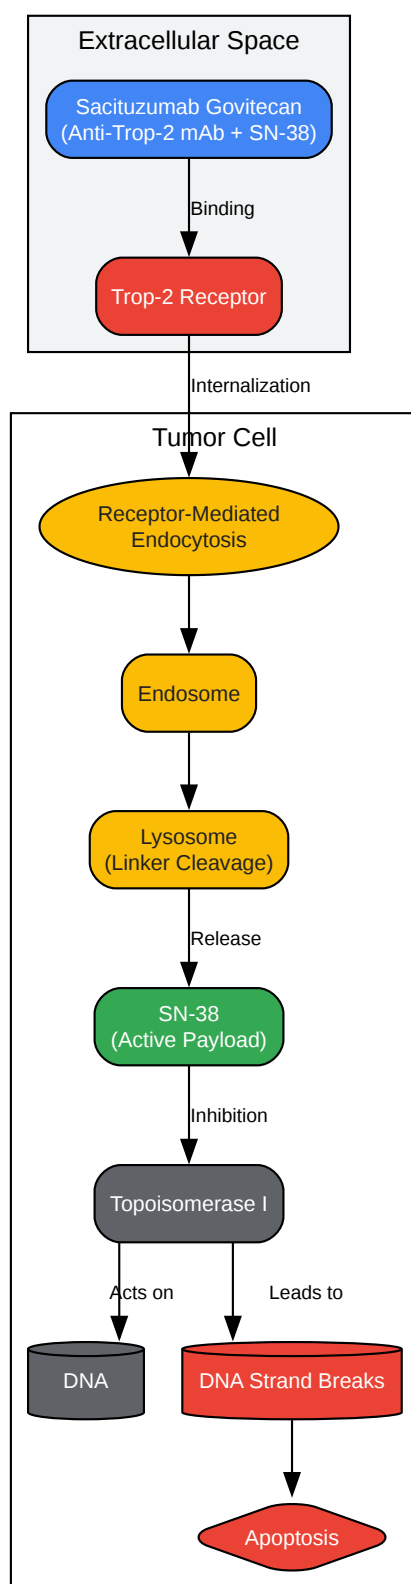 Extracellular Space
Sacituzumab Govitecan
(Anti-Trop-2 mAb + SN-38)
Binding
Trop-2 Receptor
Internalization
Tumor Cell
Receptor-Mediated
Endocytosis
Endosome
Lysosome
(Linker Cleavage)
Release
SN-38
(Active Payload)
Inhibition
Topoisomerase I
Acts on
Leads to
DNA
DNA Strand Breaks
Apoptosis